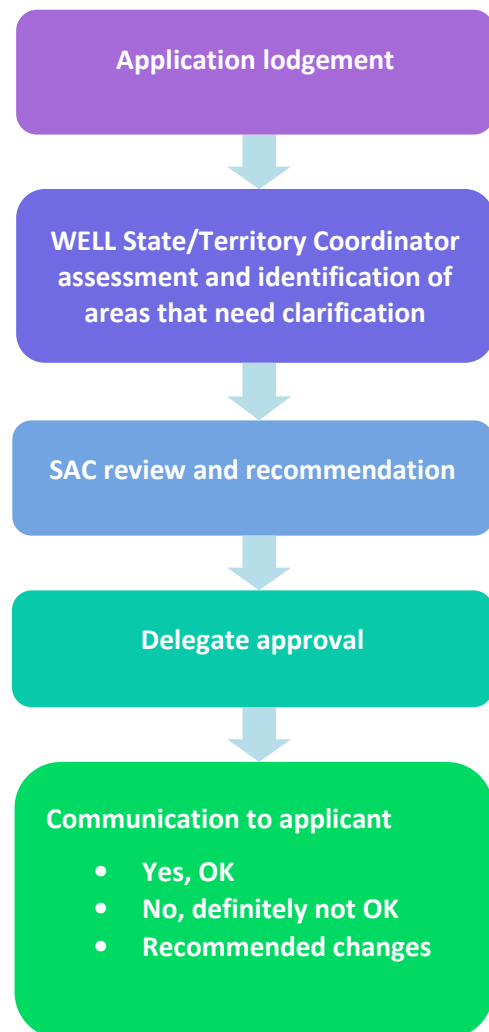 Application lodgement
WELL State/Territory Coordinator
assessment and identification of
areas that need clarification
SAC review and recommendation
Delegate approval
Communication to applicant
• Yes, OK
• No, definitely not OK
• Recommended changes